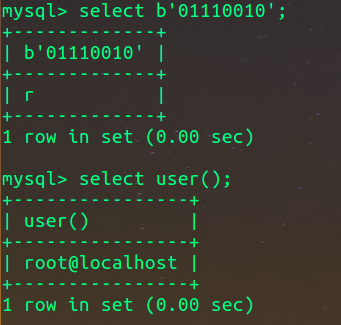 mysql> select b'01110010';
+-------------+
| b'01110010' |
+-------------+
| r           |
+-------------+
1 row in set (0.00 sec)

mysql> select user();
+----------------+
| user()         |
+----------------+
| root@localhost |
+----------------+
1 row in set (0.00 sec)